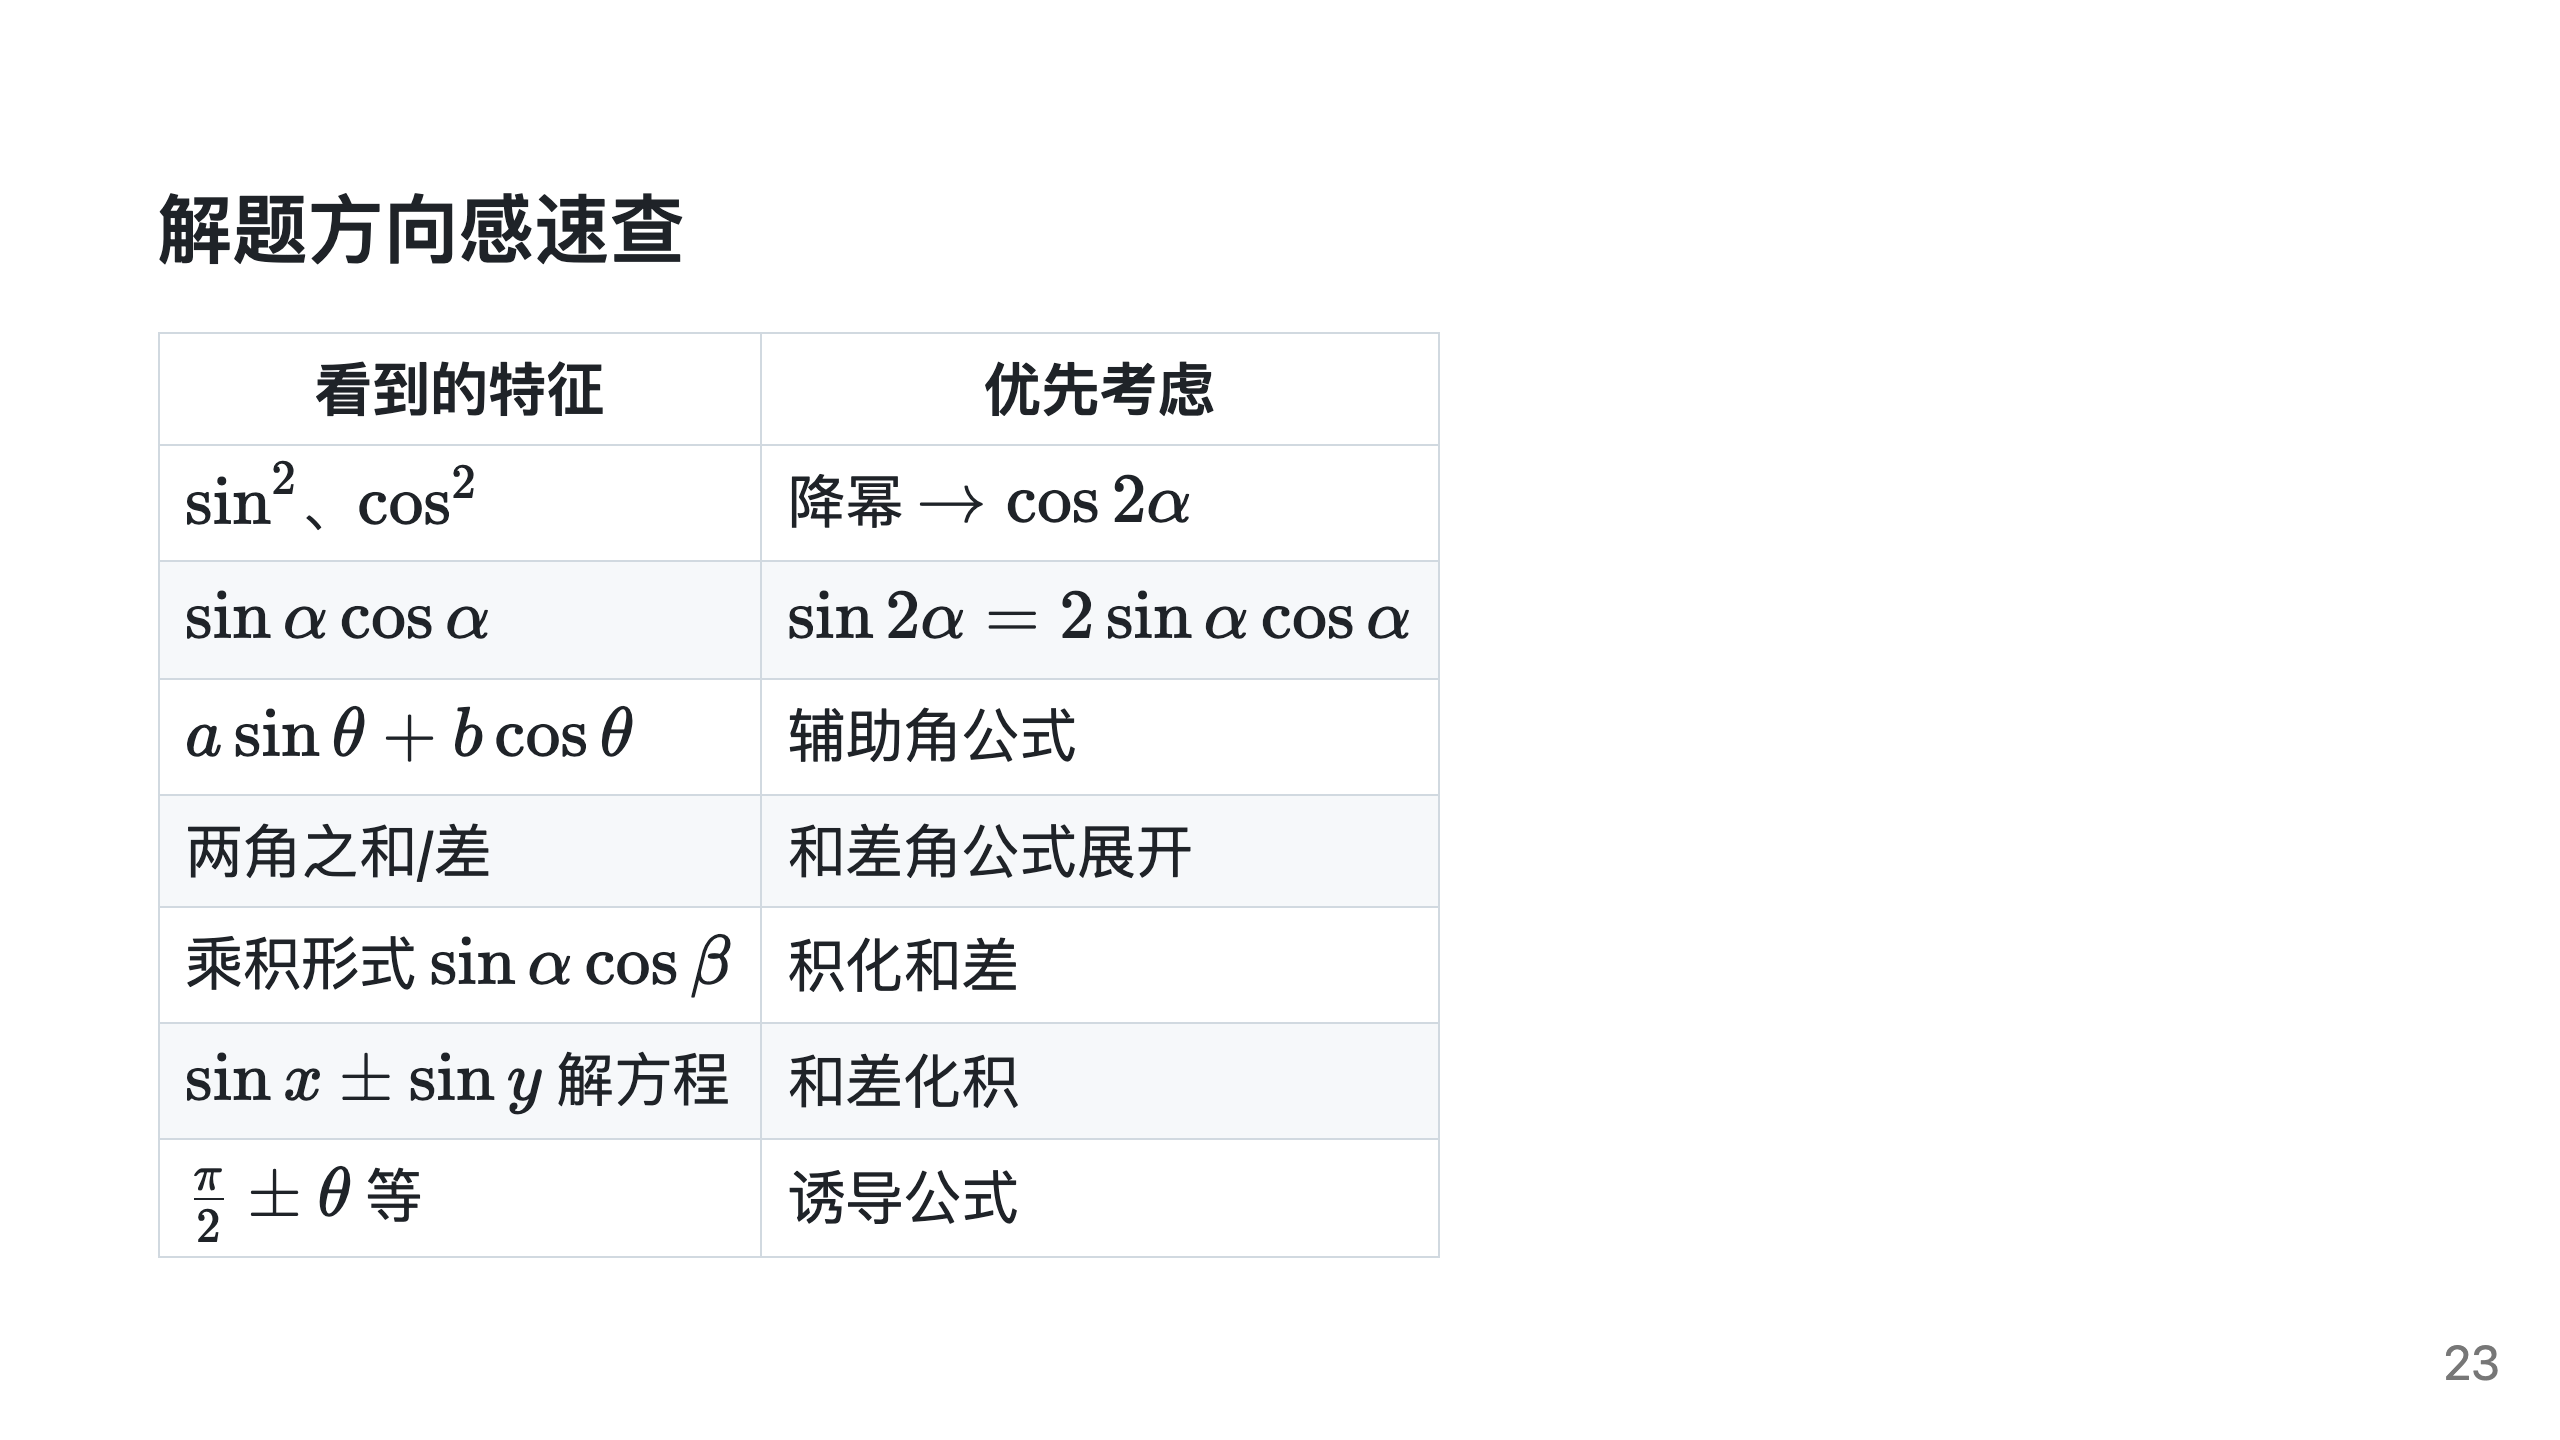 解题方向感速查
看到的特征 优先考虑
sin²、cos² 降幂 → cos 2α
sin α cos α sin 2α = 2 sin α cos α
a sin θ + b cos θ 辅助角公式
两角之和/差 和差角公式展开
乘积形式 sin α cos β 积化和差
sin x ± sin y 解方程 和差化积
π/2 ± θ 等 诱导公式
23